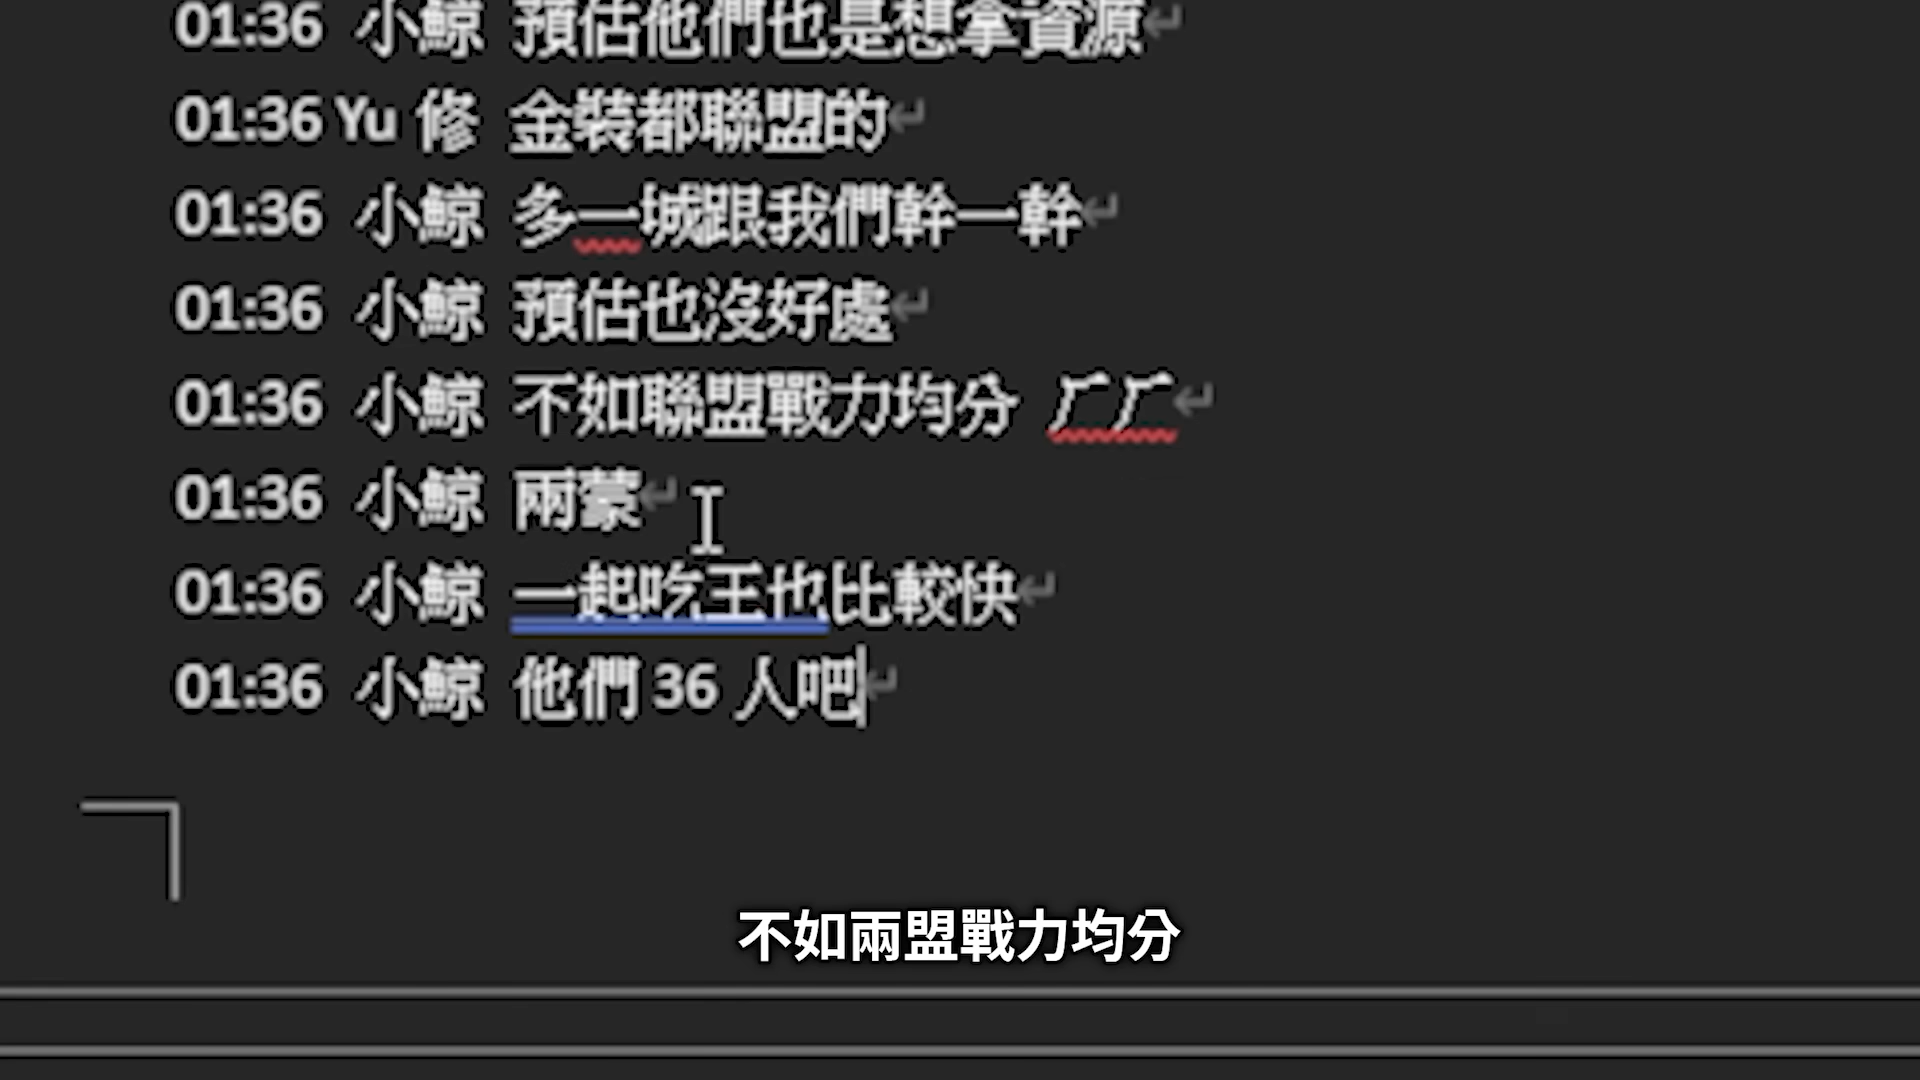 01:36 小鯨 預估他們也是想拿資源
01:36 Yu 修 金裝都聯盟的
01:36 小鯨 多一城跟我們幹一幹
01:36 小鯨 預估也沒好處
01:36 小鯨 不如聯盟戰力均分 ㄏㄏ
01:36 小鯨 兩蒙
01:36 小鯨 一起吃王也比較快
01:36 小鯨 他們 36 人吧
不如兩盟戰力均分